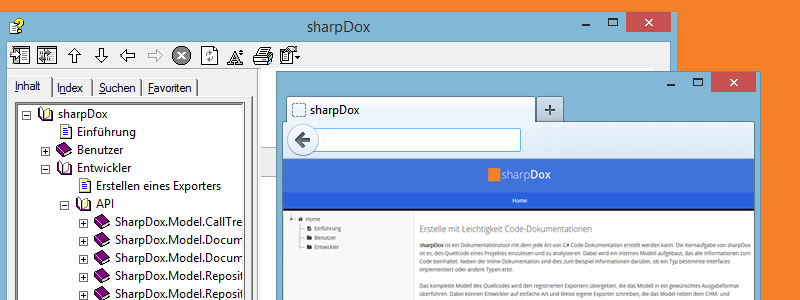 sharpDox
Inhalt Index Suchen Favoriten
sharpDox
Einführung
Benutzer
Entwickler
Erstellen eines Exporters
API
SharpDox.Model.CallTre
SharpDox.Model.Docum
SharpDox.Model.Docum
SharpDox.Model.Reposit
SharpDox.Model.Reposit
sharpDox
sharpDox
Home
Home
Einführung
Benutzer
Entwickler
Erstelle mit Leichtigkeit Code-Dokumentationen
sharpDox ist ein Dokumentationstool mit dem jede Art von C# Code-Dokumentation erstellt werden kann. Die Kernaufgabe von sharpDox
ist es, den Quellcode eines Projektes einzulesen und zu analysieren. Dabei wird ein internes Modell aufgebaut, das alle Informationen zum
Code beinhaltet. Neben der Inline-Dokumentation sind dies zum Beispiel Informationen darüber, ob ein Typ bestimmte Interfaces
implementiert oder andere Typen erbt.
Das komplette Modell des Quellcodes wird den registrierten Exportern übergeben, die das Modell in ein gewünschtes Ausgabeformat
überführen. Dabei können Entwickler auf einfache Art und Weise eigene Exporter schreiben, die das Modell neben dem CHM- und